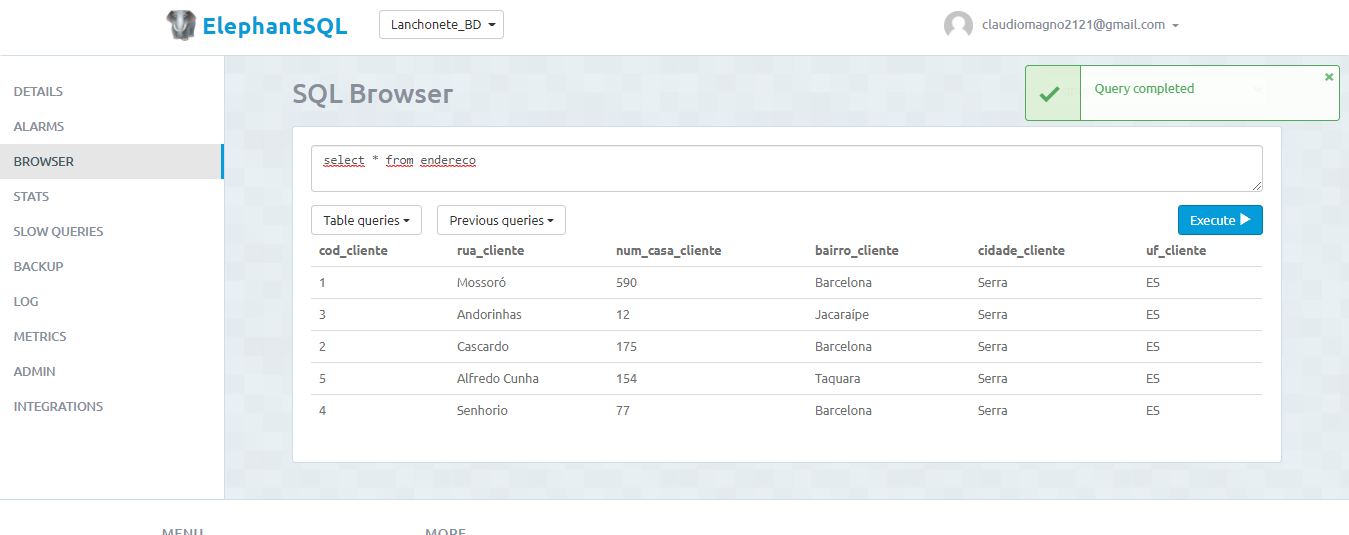 ElephantSQL
Lanchonete_BD
claudiomagno2121@gmail.com
DETAILS
ALARMS
BROWSER
STATS
SLOW QUERIES
BACKUP
LOG
METRICS
ADMIN
INTEGRATIONS
SQL Browser
Query completed
select * from endereco
Table queries Previous queries Execute
cod_cliente rua_cliente num_casa_cliente bairro_cliente cidade_cliente uf_cliente
1 Mossoró 590 Barcelona Serra ES
3 Andorinhas 12 Jacaraípe Serra ES
2 Cascardo 175 Barcelona Serra ES
5 Alfredo Cunha 154 Taquara Serra ES
4 Senhorio 77 Barcelona Serra ES
MENU MORE